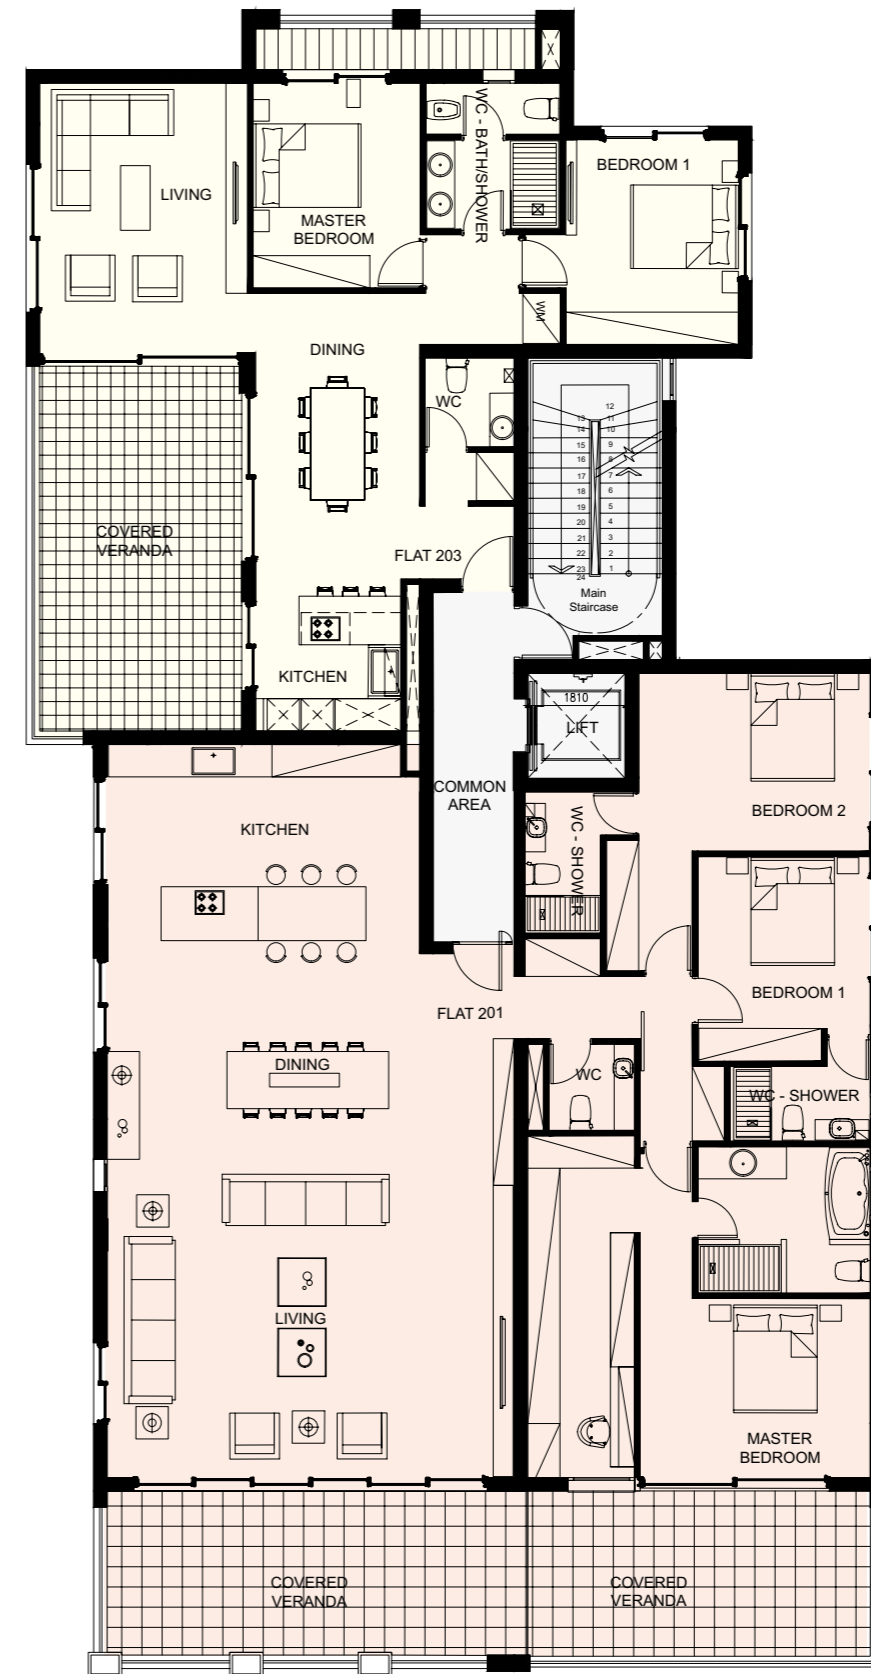 WC - BATH/SHOWER
BEDROOM 1
LIVING
MASTER
BEDROOM
WM
DINING
WC
12
13 11
14 10
15 9
16 8
17 7
18 6
19 5
20 4
21 3
22 2
23 1
24
COVERED
VERANDA
FLAT 203
Main
Staircase
KITCHEN
1810
LIFT
COMMON
AREA
BEDROOM 2
KITCHEN
WC - SHOWER
BEDROOM 1
FLAT 201
DINING
WC
WC - SHOWER
LIVING
MASTER
BEDROOM
COVERED
VERANDA
COVERED
VERANDA